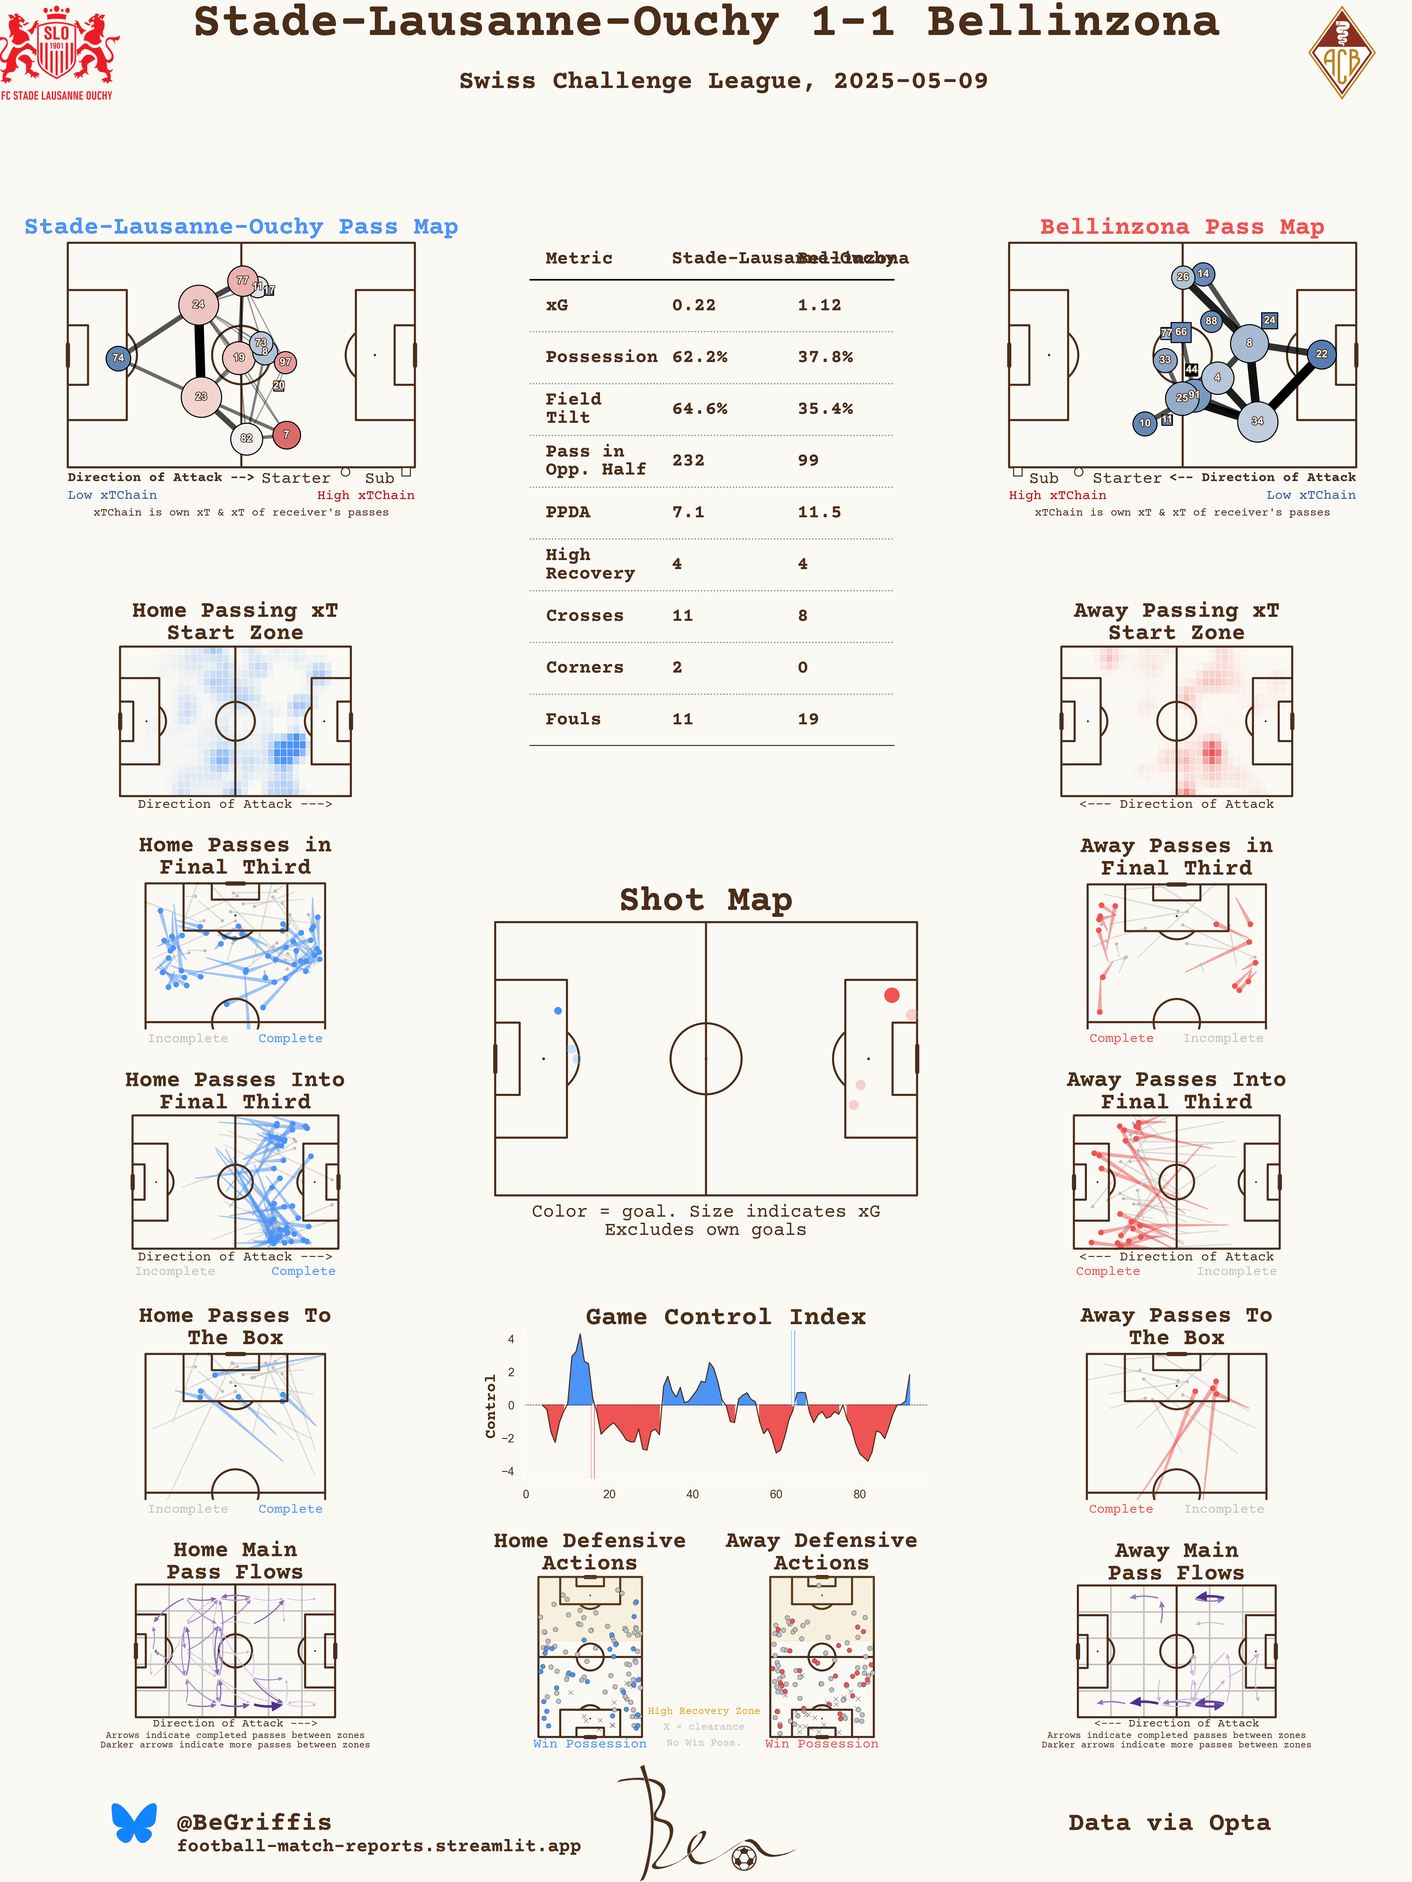 Stade-Lausanne-Ouchy 1-1 Bellinzona
Swiss Challenge League, 2025-05-09
SLO
1901
FC STADE LAUSANNE OUCHY
ACB
Stade-Lausanne-Ouchy Pass Map
77
11
17
24
74
73
8
19
97
20
23
82
7
Direction of Attack --> Starter Sub
Low xTChain High xTChain
xTChain is own xT & xT of receiver's passes
Metric Stade-Lausanne-Ouchy Bellinzona
xG 0.22 1.12
Possession 62.2% 37.8%
Field
Tilt 64.6% 35.4%
Pass in
Opp. Half 232 99
PPDA 7.1 11.5
High
Recovery 4 4
Crosses 11 8
Corners 2 0
Fouls 11 19
Bellinzona Pass Map
26
14
88
24
77
66
8
22
33
44
4
25
91
10
11
34
Sub Starter <-- Direction of Attack
High xTChain Low xTChain
xTChain is own xT & xT of receiver's passes
Home Passing xT
Start Zone
Direction of Attack --->
Away Passing xT
Start Zone
<--- Direction of Attack
Home Passes in
Final Third
Incomplete Complete
Away Passes in
Final Third
Complete Incomplete
Shot Map
Color = goal. Size indicates xG
Excludes own goals
Home Passes Into
Final Third
Direction of Attack --->
Incomplete Complete
Away Passes Into
Final Third
<--- Direction of Attack
Complete Incomplete
Home Passes To
The Box
Incomplete Complete
Game Control Index
Control
4
2
0
−2
−4
0 20 40 60 80
Away Passes To
The Box
Complete Incomplete
Home Main
Pass Flows
Direction of Attack --->
Arrows indicate completed passes between zones
Darker arrows indicate more passes between zones
Home Defensive
Actions
Win Possession
Away Defensive
Actions
Win Possession
High Recovery Zone
X = clearance
No Win Poss.
Away Main
Pass Flows
<--- Direction of Attack
Arrows indicate completed passes between zones
Darker arrows indicate more passes between zones
@BeGriffis
football-match-reports.streamlit.app
Ben
Data via Opta